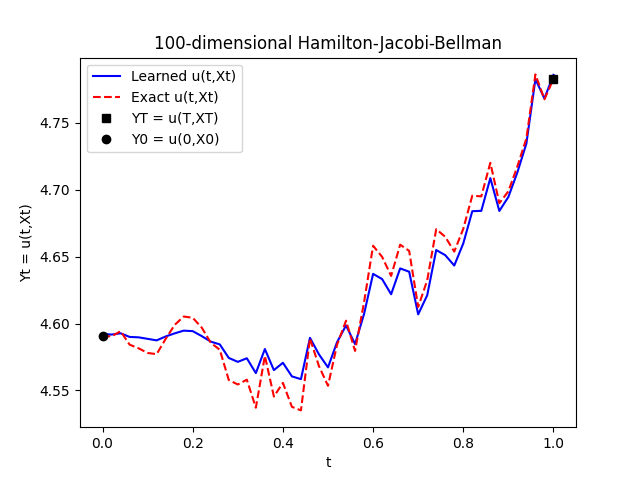 100-dimensional Hamilton-Jacobi-Bellman
Learned u(t,Xt)
Exact u(t,Xt)
YT = u(T,XT)
Y0 = u(0,X0)
Yt = u(t,Xt)
4.75
4.70
4.65
4.60
4.55
0.0 0.2 0.4 0.6 0.8 1.0
t